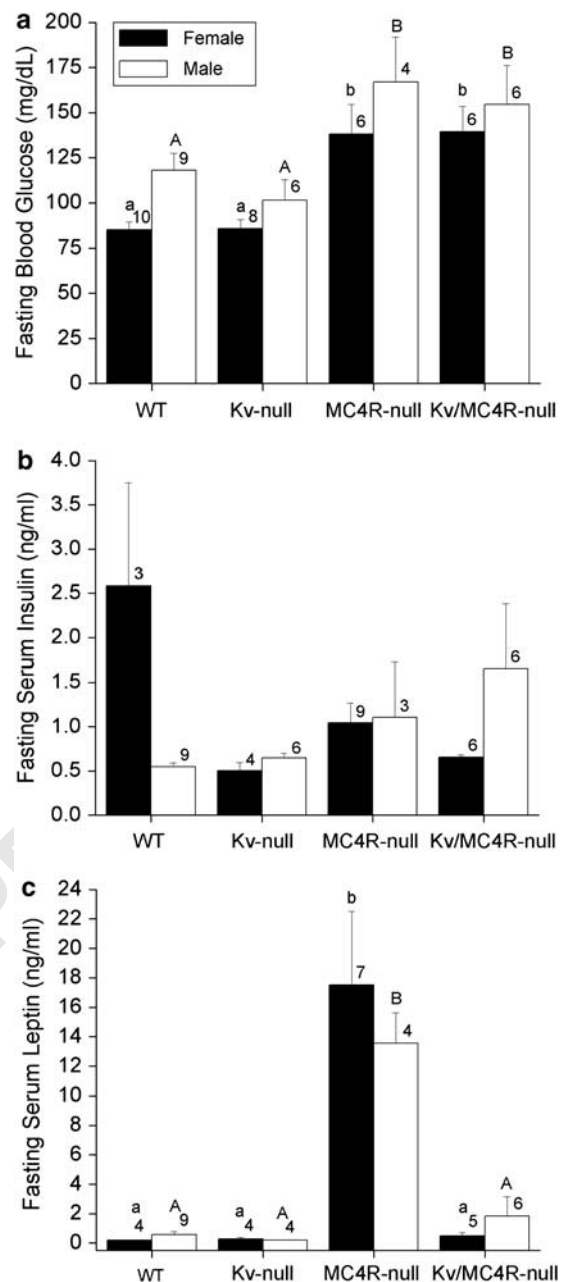 a
Fasting Blood Glucose (mg/dL)
200
175
150
125
100
75
50
25
0
Female
Male
a
10
A
9
a
8
A
6
b
6
B
4
b
6
B
6
WT
Kv-null
MC4R-null
Kv/MC4R-null
b
Fasting Serum Insulin (ng/ml)
4.0
3.5
3.0
2.5
2.0
1.5
1.0
0.5
0.0
3
9
4
6
9
3
6
6
WT
Kv-null
MC4R-null
Kv/MC4R-null
c
Fasting Serum Leptin (ng/ml)
24
22
20
18
16
14
12
10
8
6
4
2
0
a
4
A
9
a
4
A
4
b
7
B
4
a
5
A
6
WT
Kv-null
MC4R-null
Kv/MC4R-null